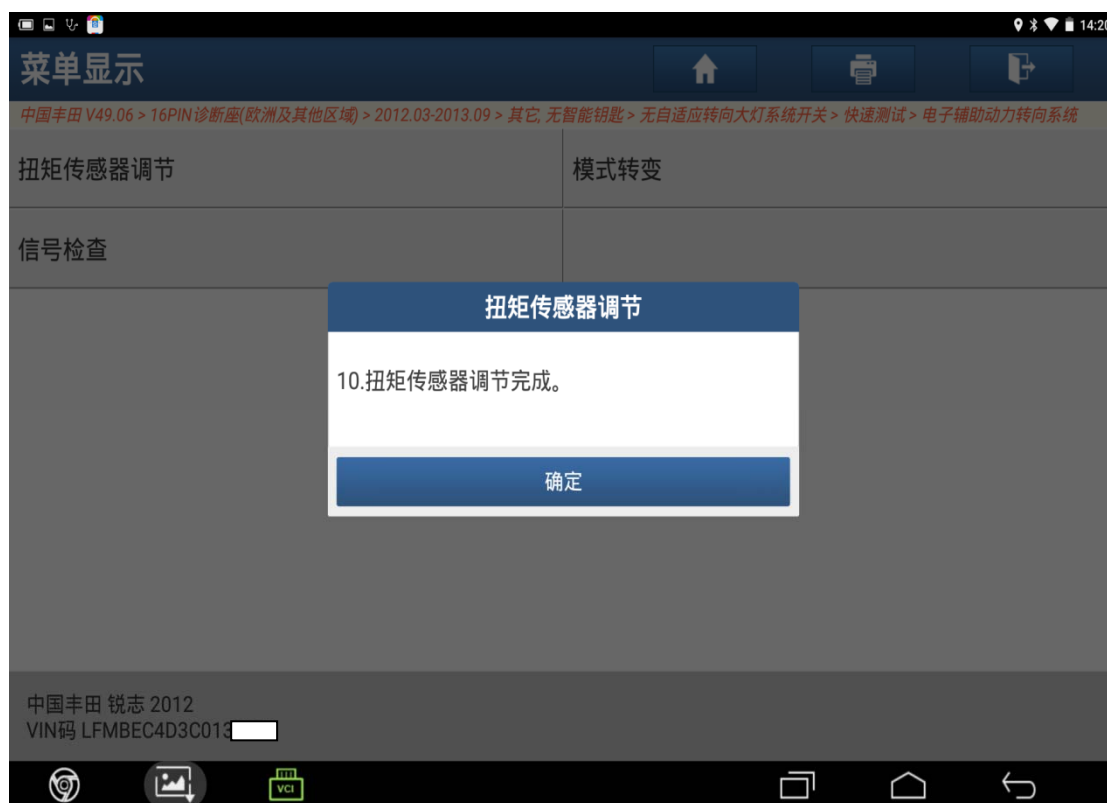 14:20
菜单显示
中国丰田 V49.06 > 16PIN诊断座(欧洲及其他区域) > 2012.03-2013.09 > 其它, 无智能钥匙 > 无自适应转向大灯系统开关 > 快速测试 > 电子辅助动力转向系统
扭矩传感器调节
模式转变
信号检查
扭矩传感器调节
10.扭矩传感器调节完成。
确定
中国丰田 锐志 2012
VIN码 LFMBEC4D3C013
VCI